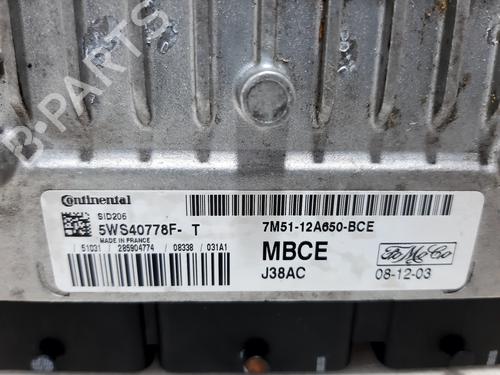 B-PARTS
Continental
SID206
5WS40778F- T
MADE IN FRANCE
51031 / 285904774 / 08338 / 031A1
7M51-12A650-BCE
MBCE
J38AC
FoMoCo
08-12-03